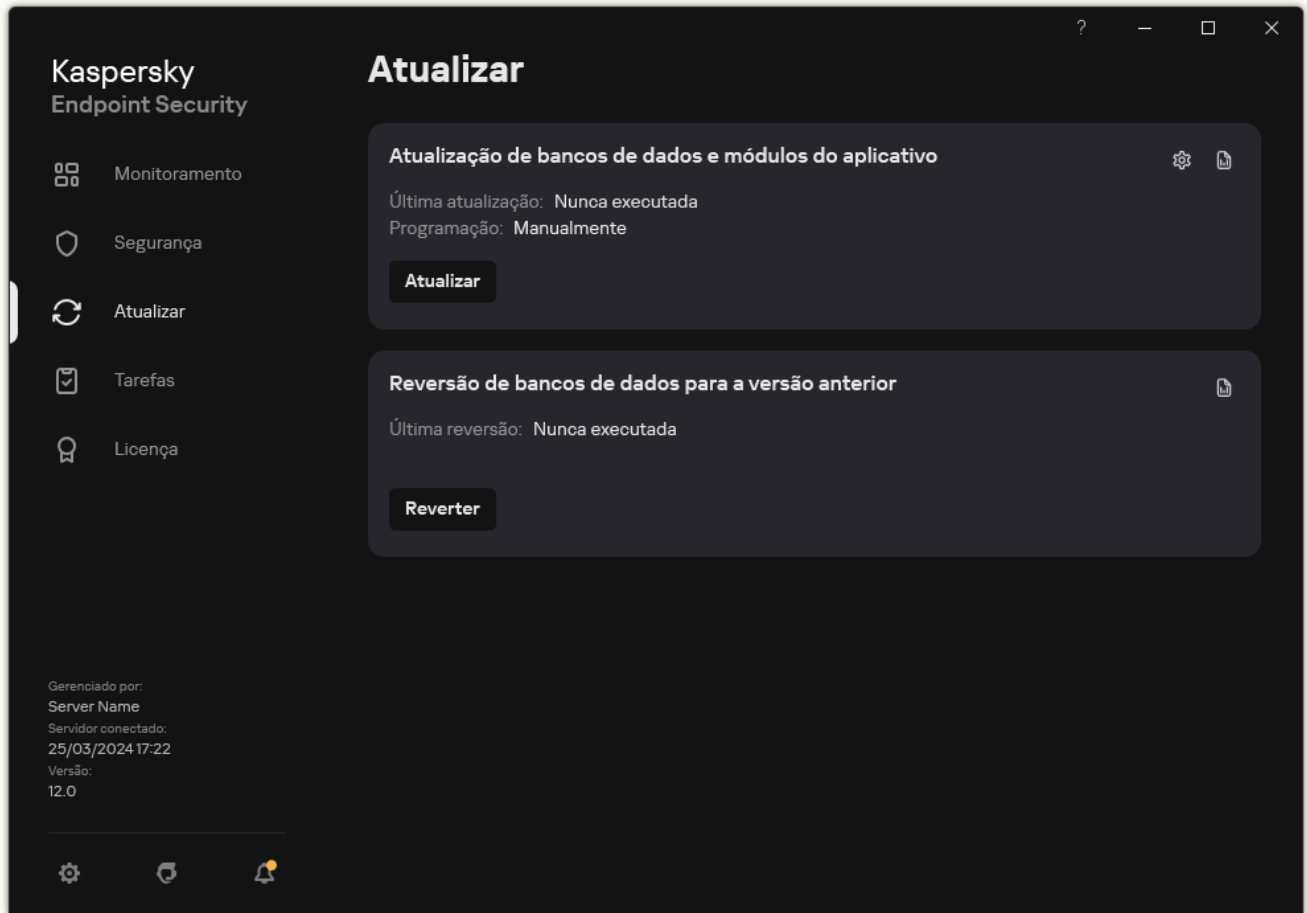 ?
Kaspersky
Endpoint Security
Monitoramento
Segurança
Atualizar
Tarefas
Licença
Gerenciado por:
Server Name
Servidor conectado:
25/03/2024 17:22
Versão:
12.0
Atualizar
Atualização de bancos de dados e módulos do aplicativo
Última atualização: Nunca executada
Programação: Manualmente
Atualizar
Reversão de bancos de dados para a versão anterior
Última reversão: Nunca executada
Reverter